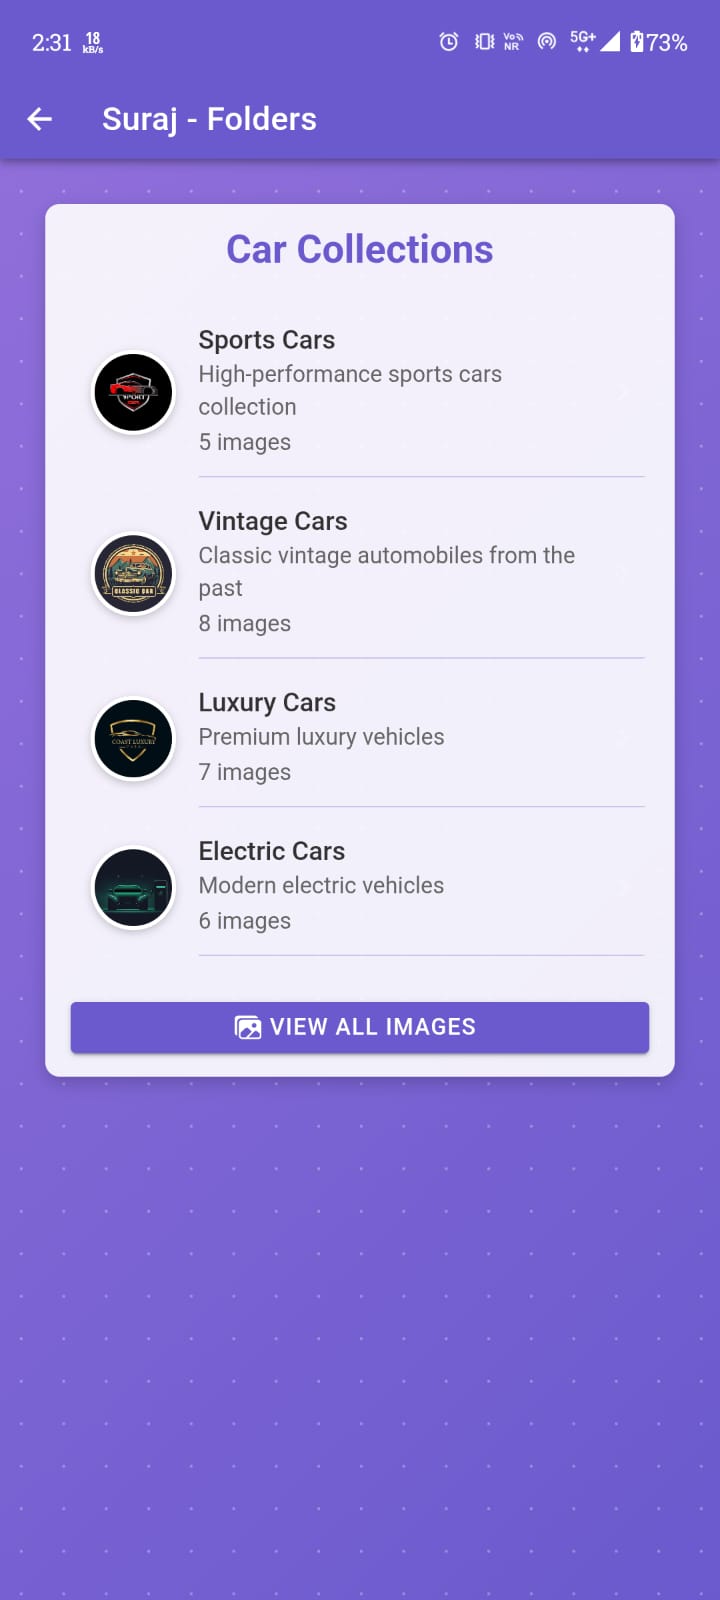 2:31 18 kB/s Vo NR 5G+ 73%
Suraj - Folders
Car Collections
Sports Cars
High-performance sports cars
collection
5 images
SPORT
Vintage Cars
Classic vintage automobiles from the
past
8 images
CLASSIC CAR
Luxury Cars
Premium luxury vehicles
7 images
COAST LUXURY
Electric Cars
Modern electric vehicles
6 images
VIEW ALL IMAGES